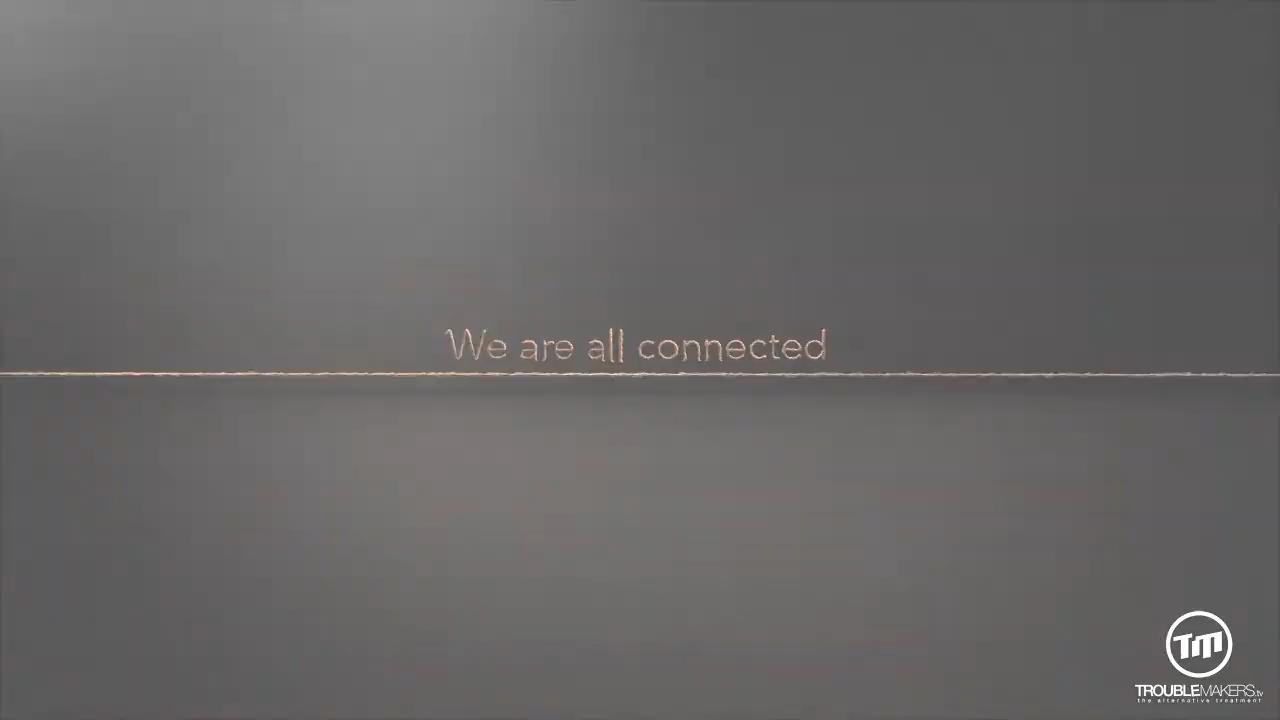 We are all connected
TM
TROUBLEMAKERS.tv
the alternative treatment